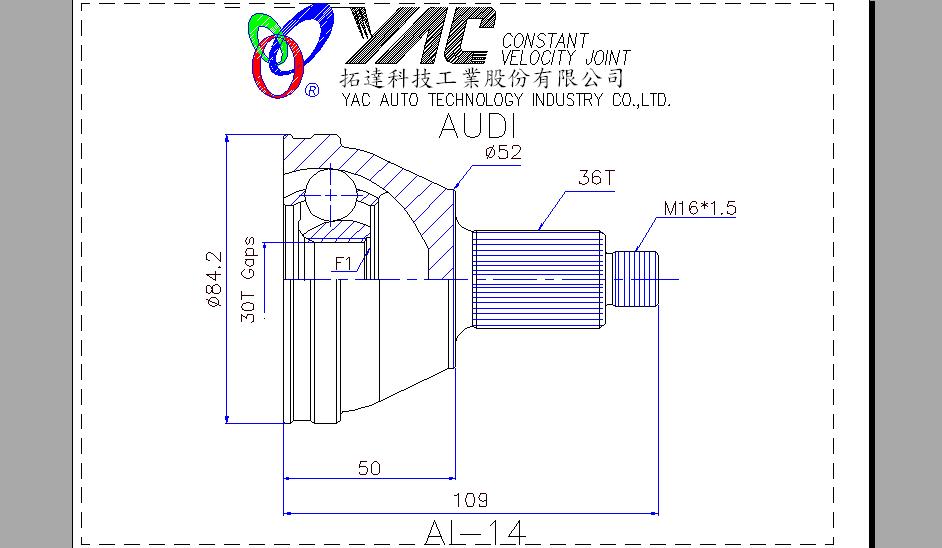 YAC
CONSTANT
VELOCITY JOINT
拓達科技工業股份有限公司
®
YAC AUTO TECHNOLOGY INDUSTRY CO.,LTD.
AUDI
ø52
36T
M16*1.5
ø84.2
30T Gaps
F1
50
109
AL-14